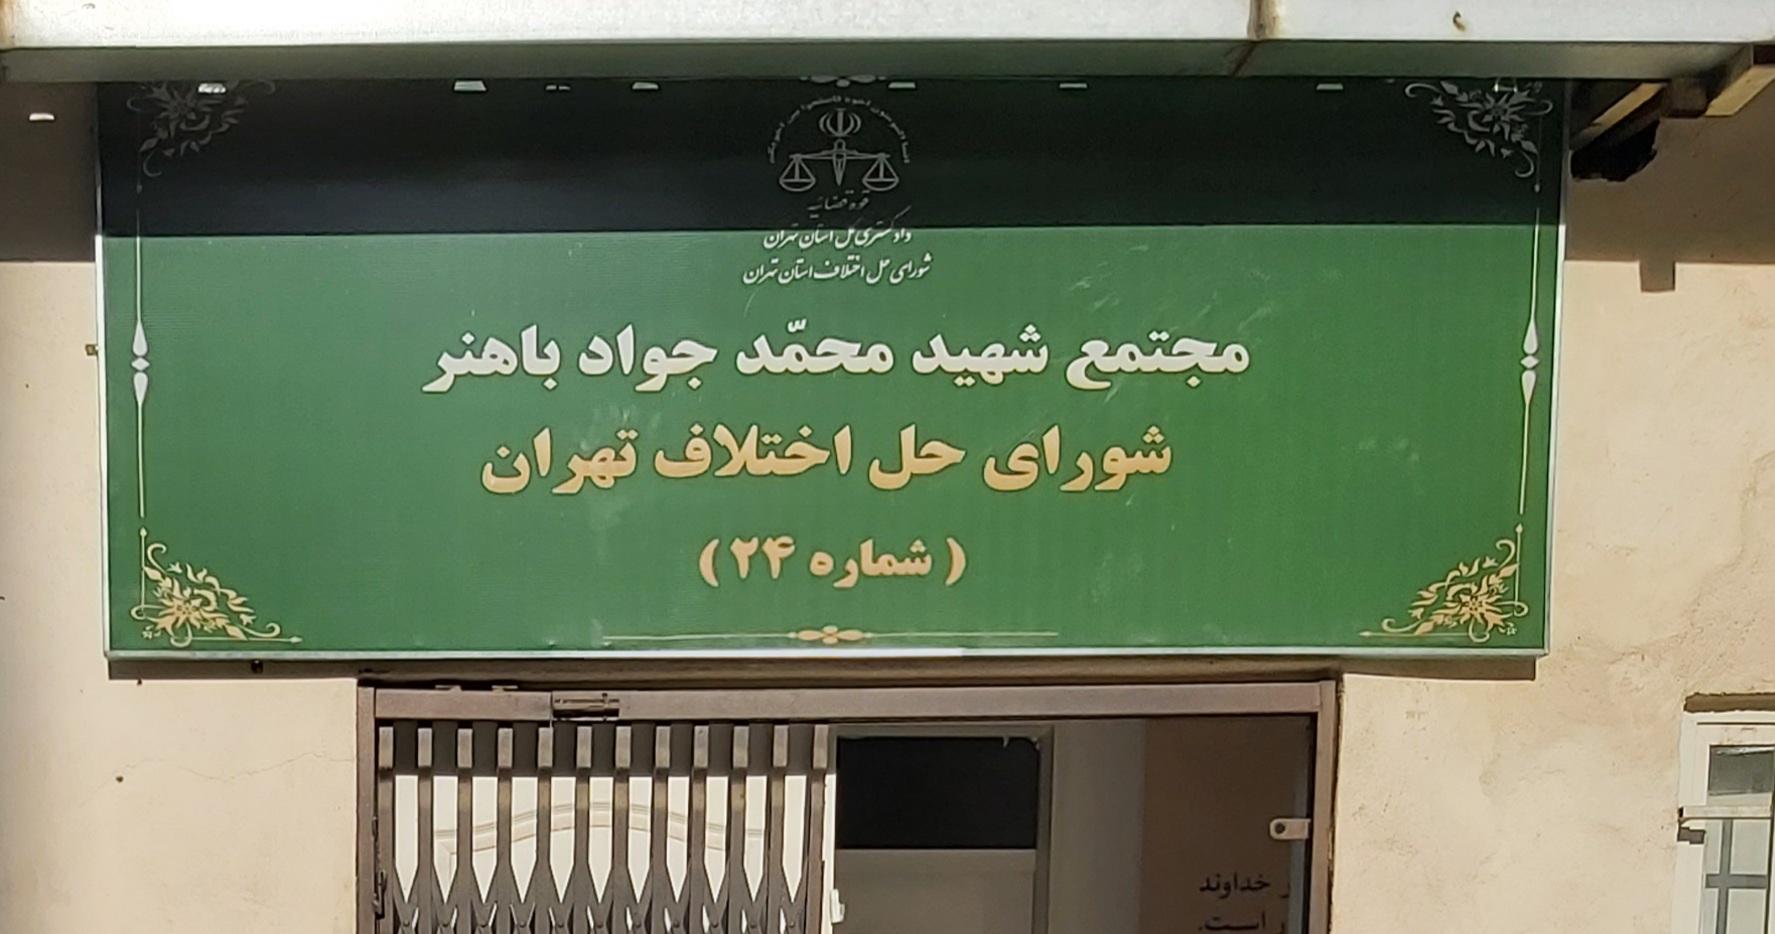 قوه قضائیه
دادگستری کل استان تهران
شورای حل اختلاف استان تهران
مجتمع شهید محمّد جواد باهنر
شورای حل اختلاف تهران
( شماره ۲۴ )
خداوند
است.